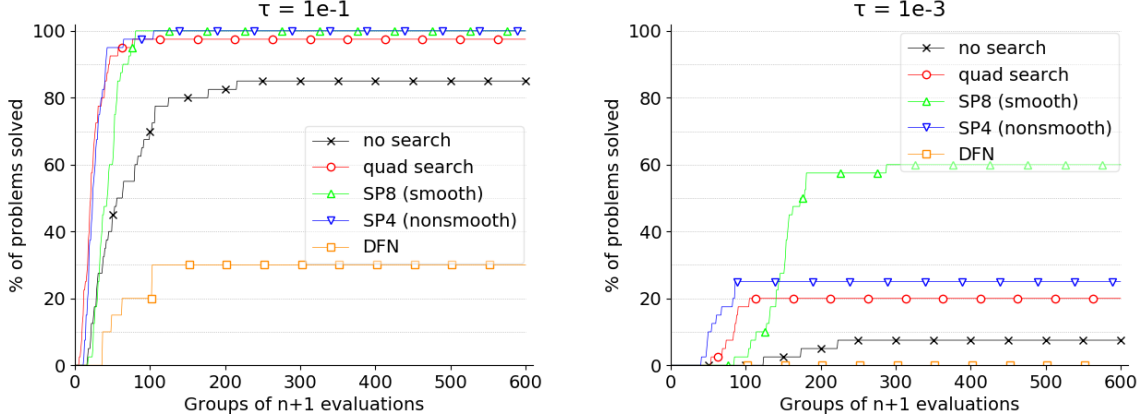 τ = 1e-1
% of problems solved
100
80
60
40
20
0
0 100 200 300 400 500 600
Groups of n+1 evaluations
no search
quad search
SP8 (smooth)
SP4 (nonsmooth)
DFN
τ = 1e-3
% of problems solved
100
80
60
40
20
0
0 100 200 300 400 500 600
Groups of n+1 evaluations
no search
quad search
SP8 (smooth)
SP4 (nonsmooth)
DFN